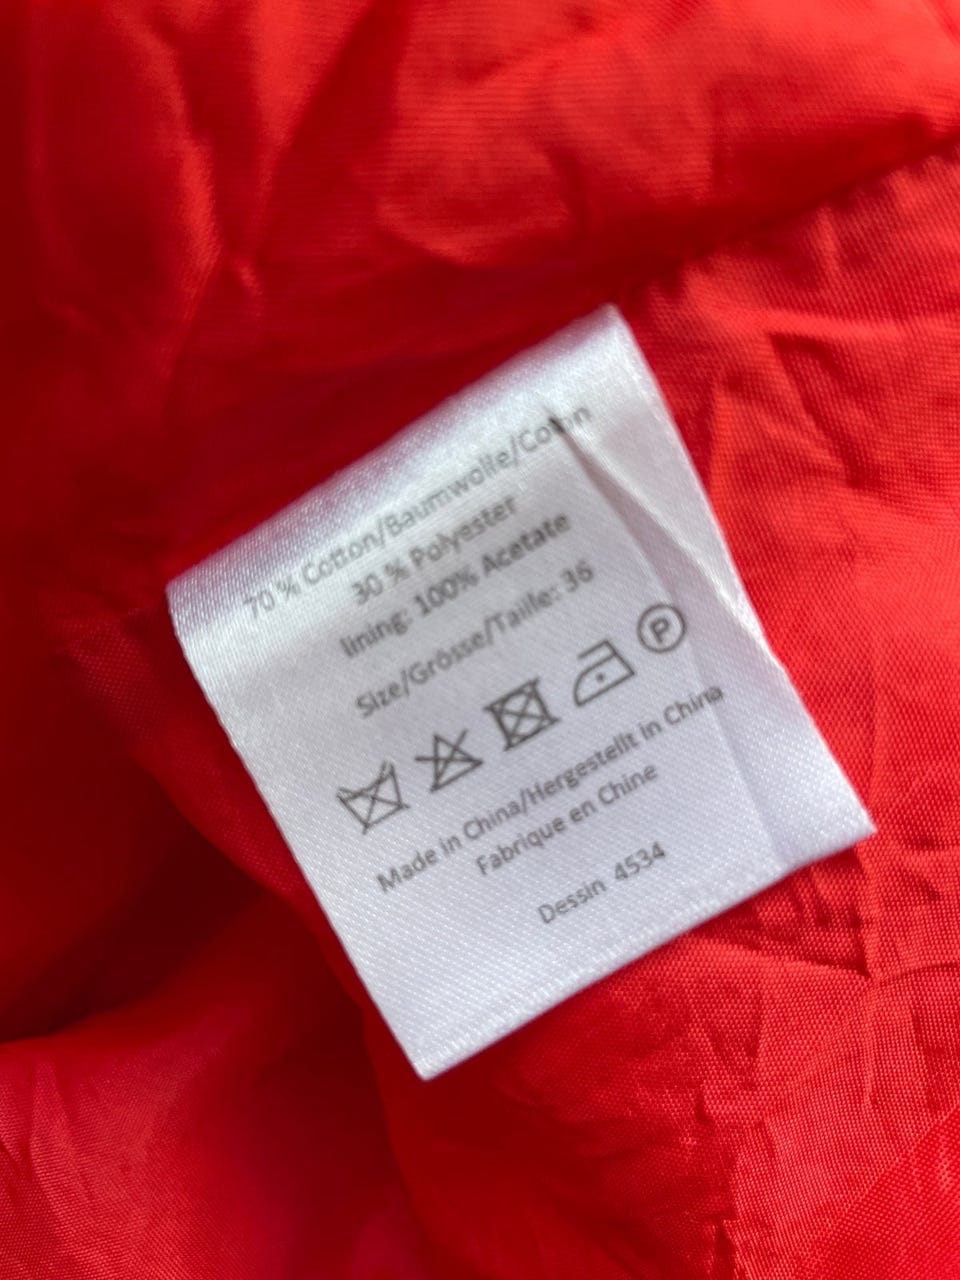 70 % Cotton/Baumwolle/Coton
30 % Polyester
lining: 100% Acetate
Size/Grösse/Taille: 36
P
Made in China/Hergestellt in China
Fabrique en Chine
Dessin 4534